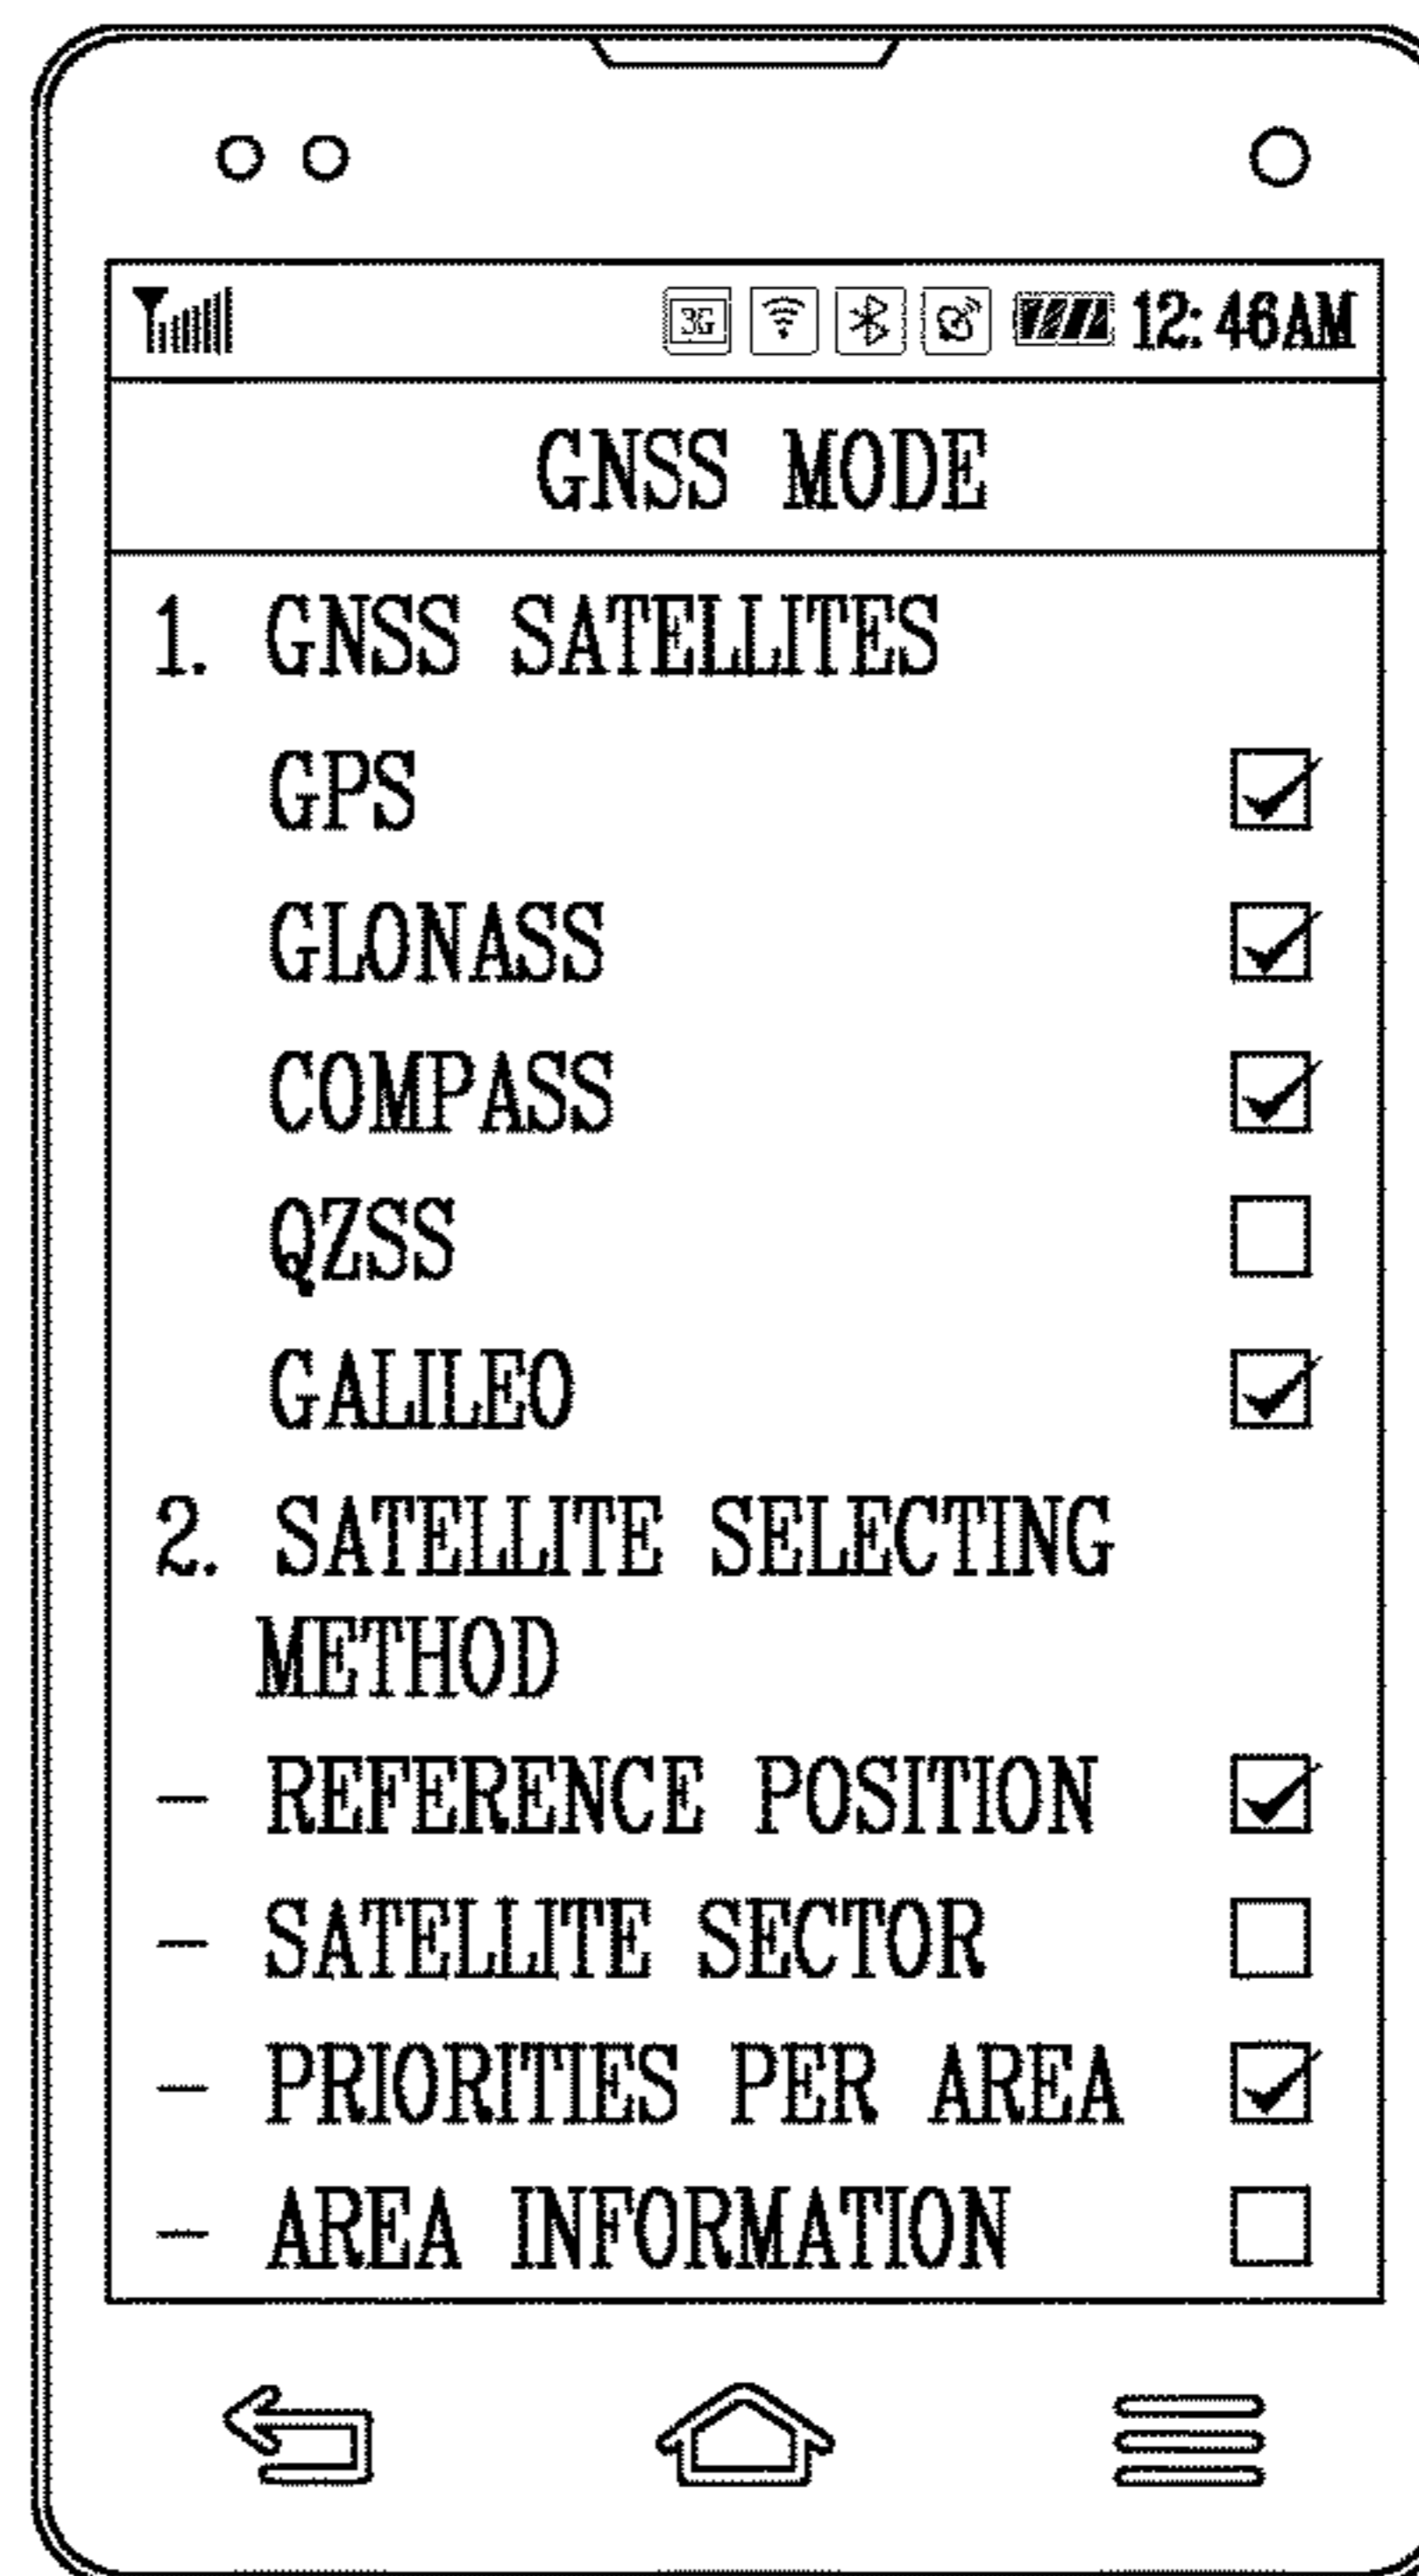 3G 12:46AM
GNSS MODE
1. GNSS SATELLITES
GPS
GLONASS
COMPASS
QZSS
GALILEO
2. SATELLITE SELECTING
METHOD
- REFERENCE POSITION
- SATELLITE SECTOR
- PRIORITIES PER AREA
- AREA INFORMATION